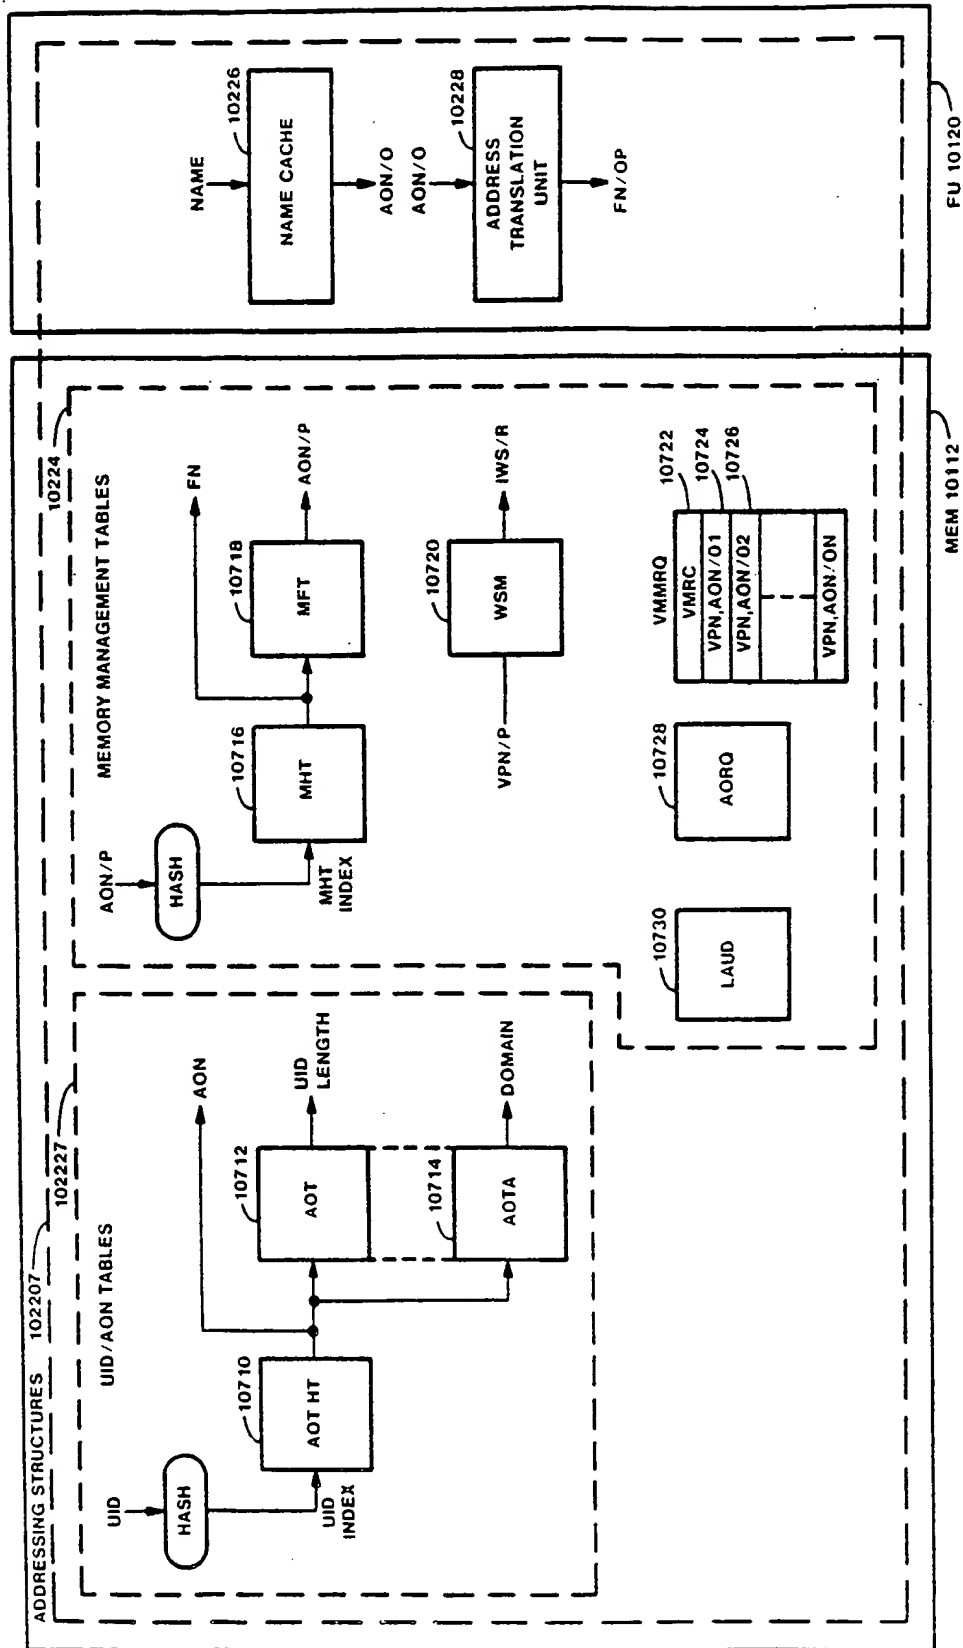 ADDRESSING STRUCTURES 102207
102227
UID/AON TABLES
UID
HASH
UID
INDEX
10710
AOT HT
AON
10712
AOT
UID
LENGTH
10714
AOTA
DOMAIN
10224
MEMORY MANAGEMENT TABLES
AON/P
HASH
MHT
INDEX
10716
MHT
FN
10718
MFT
AON/P
VPN/P
10720
WSM
IWS/R
10730
LAUD
10728
AORQ
VMMRQ
10722
VMRC
10724
VPN,AON/O1
10726
VPN,AON/O2
VPN,AON/ON
MEM 10112
NAME
10226
NAME CACHE
AON/O
AON/O
10228
ADDRESS
TRANSLATION
UNIT
FN/OP
FU 10120